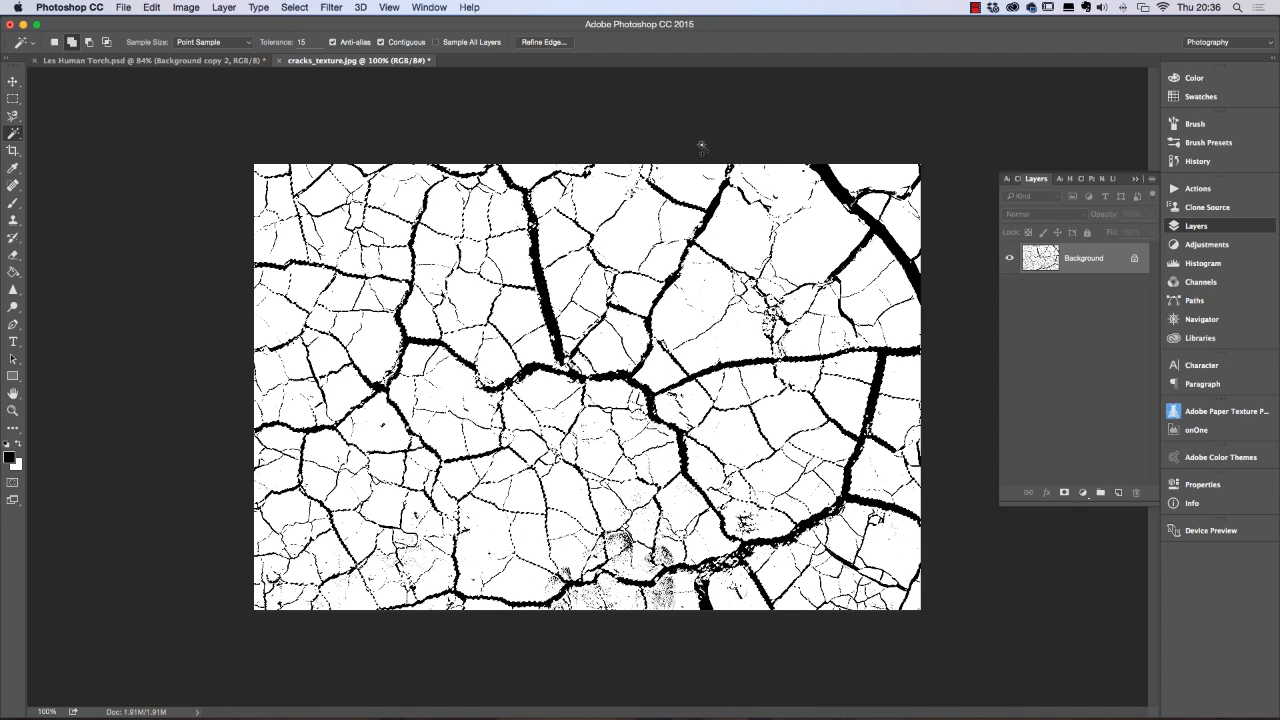 Photoshop CC File Edit Image Layer Type Select Filter 3D View Window Help Thu 20:36
Adobe Photoshop CC 2015
Sample Size: Point Sample Tolerance: 15 Anti-alias Contiguous Sample All Layers Refine Edge... Photography
Les Human Torch.psd @ 84% (Background copy 2, RGB/8) * cracks_texture.jpg @ 100% (RGB/8#) *
Color
Swatches
Brush
Brush Presets
History
Layers
Kind
Normal Opacity: 100%
Lock: Fill: 100%
Background
Actions
Clone Source
Layers
Adjustments
Histogram
Channels
Paths
Navigator
Libraries
Character
Paragraph
Adobe Paper Texture P...
onOne
Adobe Color Themes
Properties
Info
Device Preview
100% Doc: 1.91M/1.91M